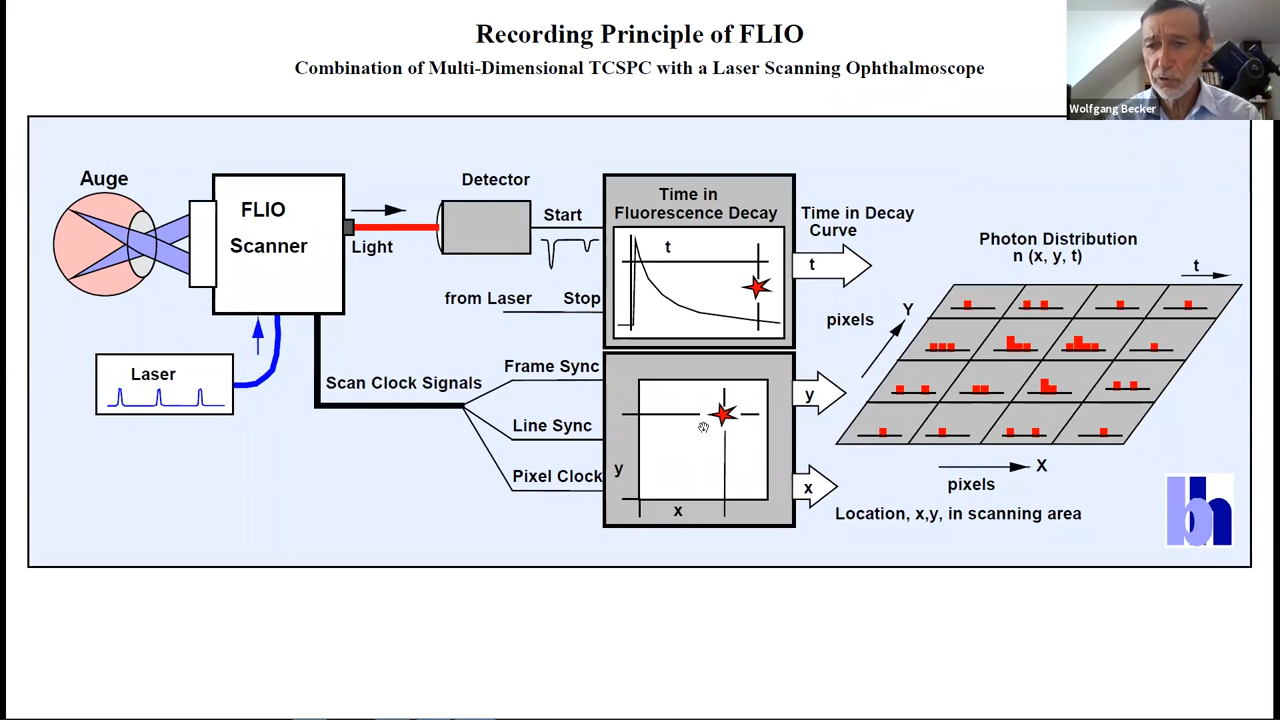 Recording Principle of FLIO
Combination of Multi-Dimensional TCSPC with a Laser Scanning Ophthalmoscope
Wolfgang Becker
Auge
FLIO
Scanner
Light
Detector
Start
from Laser
Stop
Laser
Scan Clock Signals
Frame Sync
Line Sync
Pixel Clock
Time in
Fluorescence Decay
t
y
x
Time in Decay
Curve
t
y
x
Photon Distribution
n (x, y, t)
t
Y
pixels
X
pixels
Location, x,y, in scanning area
bh